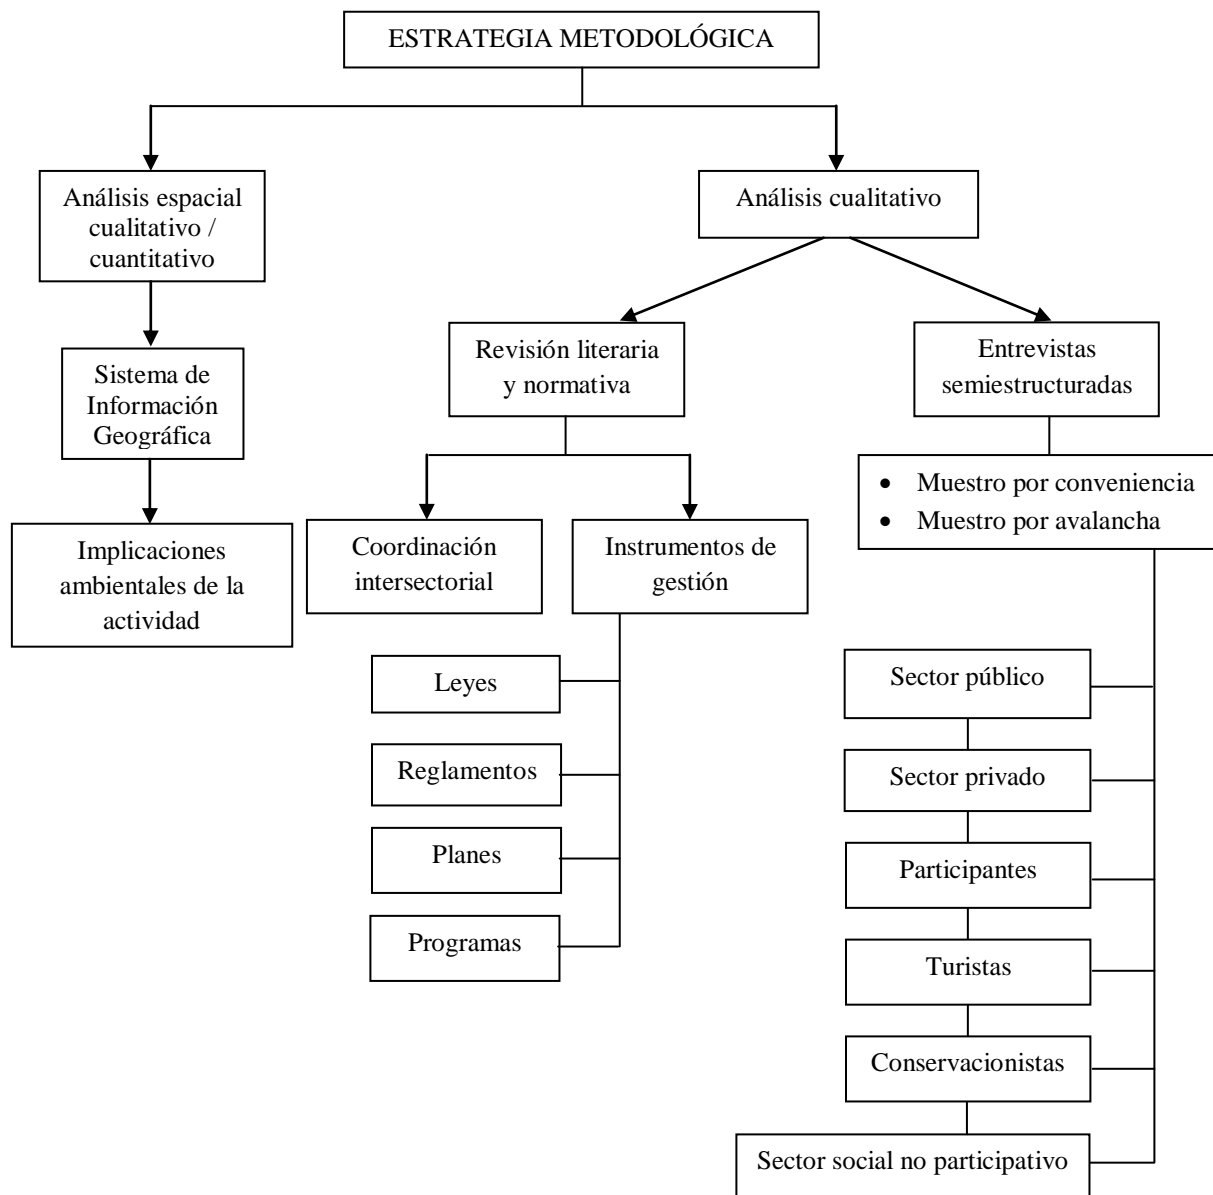 ESTRATEGIA METODOLÓGICA
Análisis espacial
cualitativo /
cuantitativo
Análisis cualitativo
Sistema de
Información
Geográfica
Revisión literaria
y normativa
Entrevistas
semiestructuradas
• Muestro por conveniencia
• Muestro por avalancha
Implicaciones
ambientales de la
actividad
Coordinación
intersectorial
Instrumentos de
gestión
Leyes
Reglamentos
Planes
Programas
Sector público
Sector privado
Participantes
Turistas
Conservacionistas
Sector social no participativo